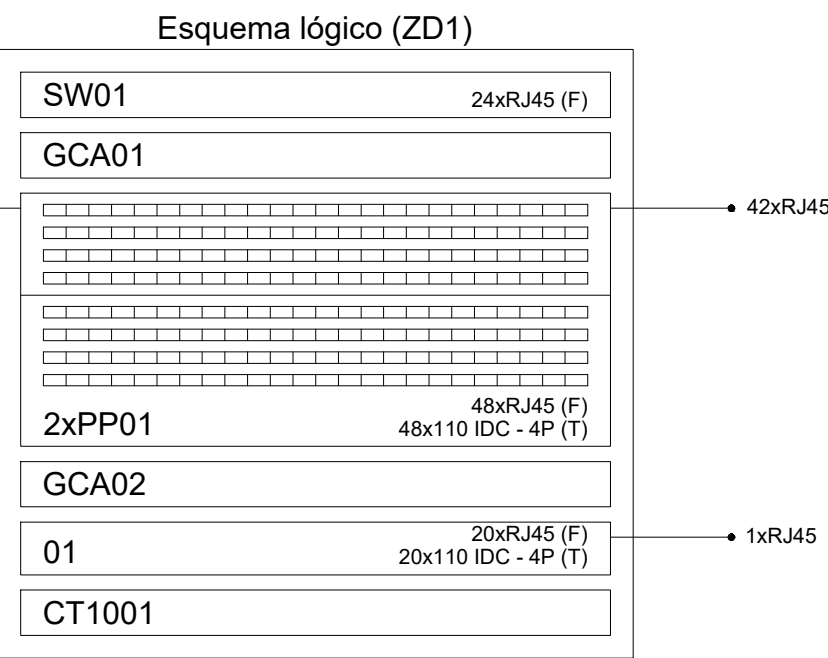 Esquema lógico (ZD1)
SW01
24xRJ45 (F)
GCA01
42xRJ45
2xPP01
48xRJ45 (F)
48x110 IDC - 4P (T)
GCA02
01
20xRJ45 (F)
20x110 IDC - 4P (T)
1xRJ45
CT1001